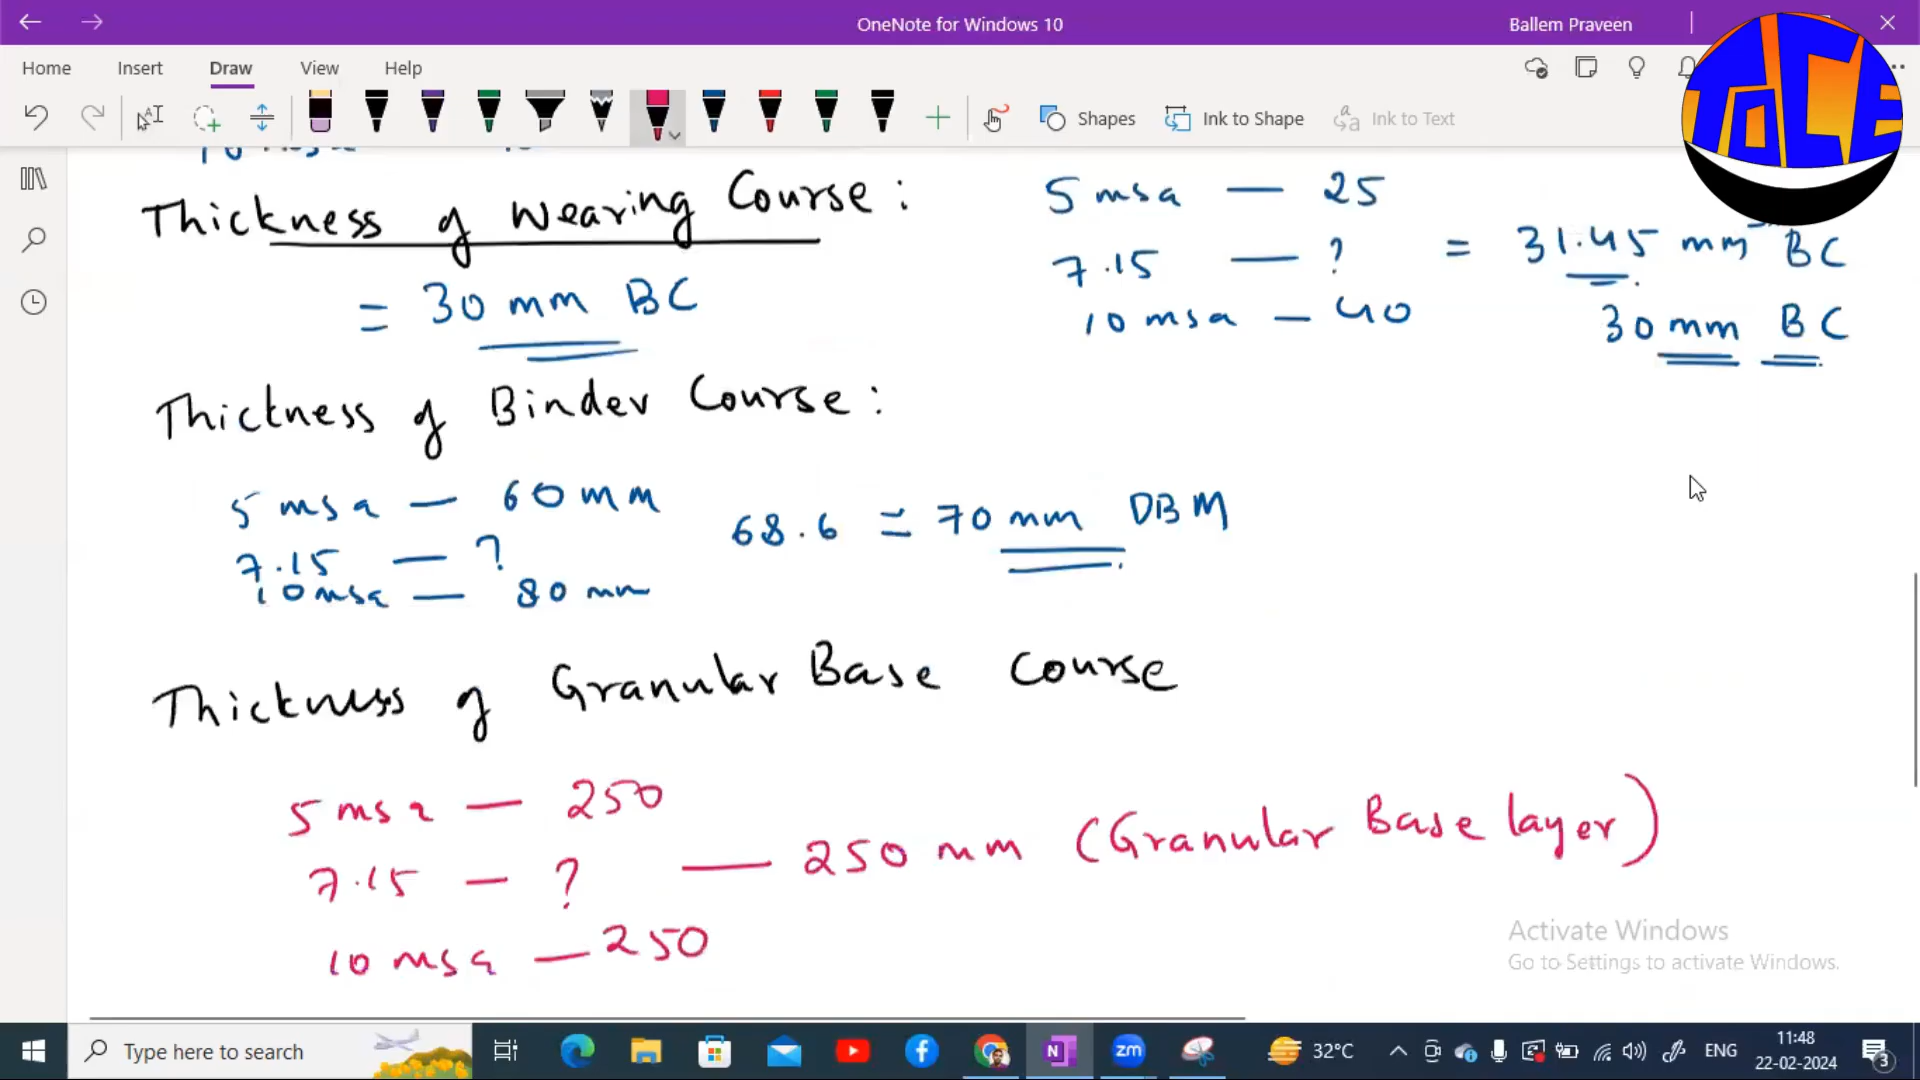 OneNote for Windows 10
Ballem Praveen
Home Insert Draw View Help
Shapes Ink to Shape Ink to Text
TOLCE
Thickness of Wearing Course:
= 30 mm BC
5 msa — 25
7.15 — ? = 31.45 mm BC
10 msa — 40
30 mm BC
Thickness of Binder Course:
5 msa — 60 mm
7.15 — ?
10 msa — 80 mm
68.6 = 70 mm DBM
Thickness of Granular Base Course
5 msa — 250
7.15 — ? — 250 mm (Granular Base layer)
10 msa — 250
Activate Windows
Go to Settings to activate Windows.
Type here to search
zm
32°C
ENG
11:48
22-02-2024
3